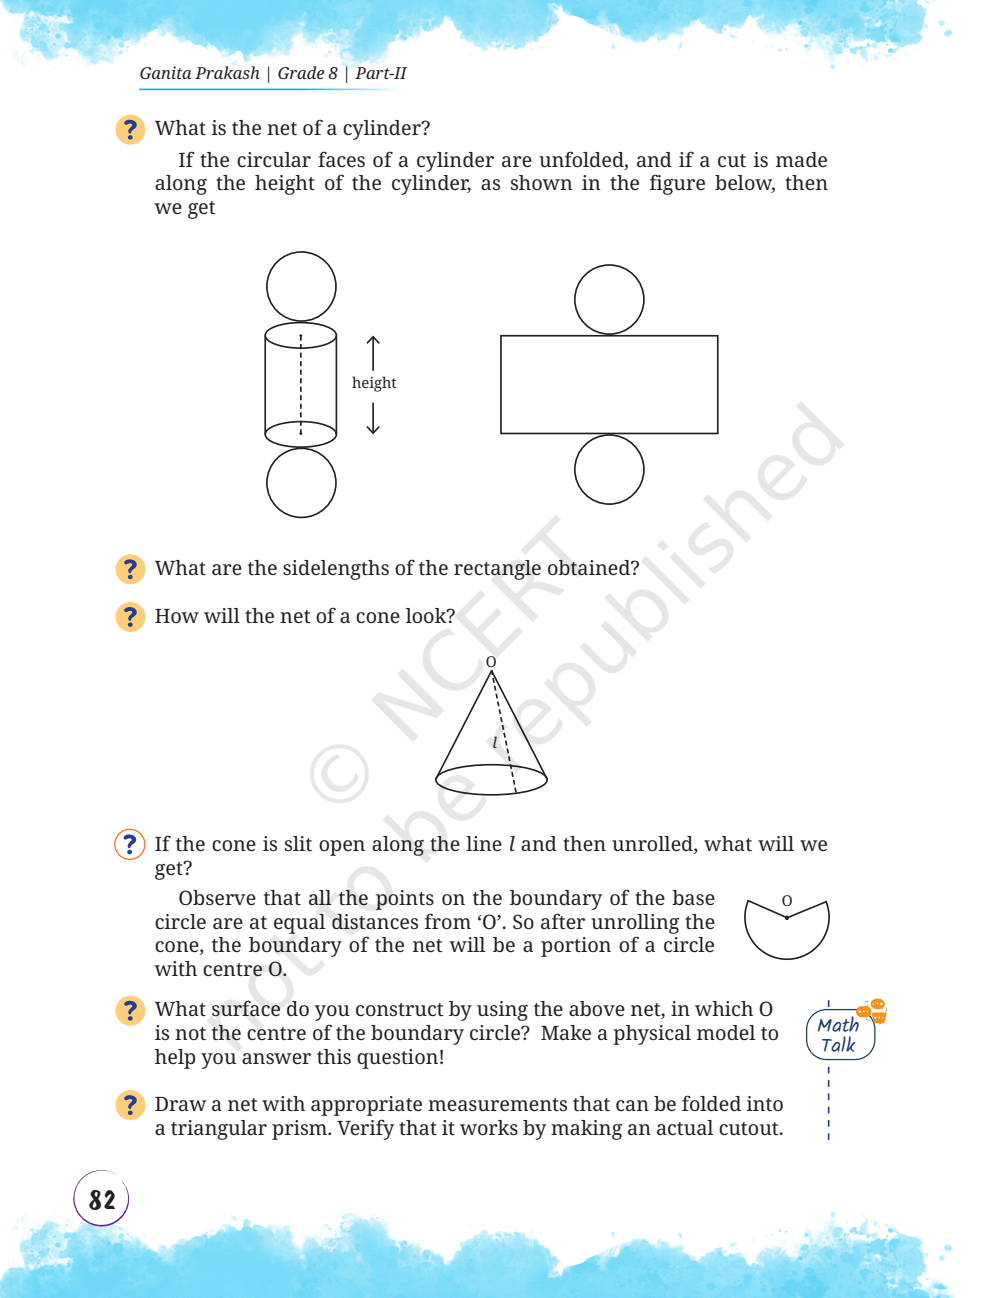 Ganita Prakash | Grade 8 | Part-II
? What is the net of a cylinder?
If the circular faces of a cylinder are unfolded, and if a cut is made
along the height of the cylinder, as shown in the figure below, then
we get
height
? What are the sidelengths of the rectangle obtained?
? How will the net of a cone look?
O
l
? If the cone is slit open along the line l and then unrolled, what will we
get?
Observe that all the points on the boundary of the base
circle are at equal distances from ‘O’. So after unrolling the
cone, the boundary of the net will be a portion of a circle
with centre O.
O
? What surface do you construct by using the above net, in which O
is not the centre of the boundary circle? Make a physical model to
help you answer this question!
Math
Talk
? Draw a net with appropriate measurements that can be folded into
a triangular prism. Verify that it works by making an actual cutout.
82
© NCERT
not to be republished